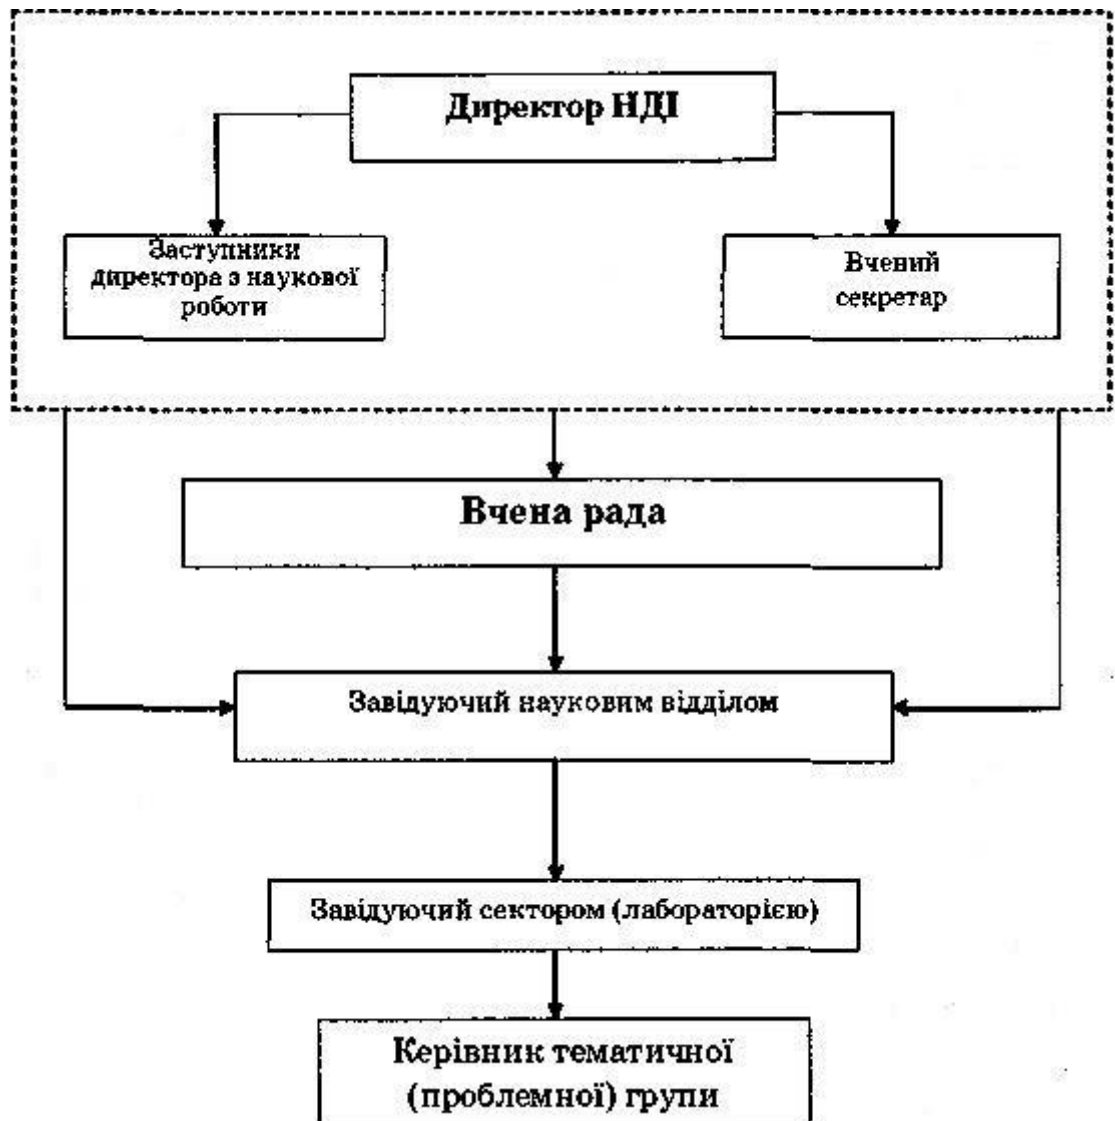 Директор НДІ
Заступники
директора з наукової
роботи
Вчений
секретар
Вчена рада
Завідуючий науковим відділом
Завідуючий сектором (лабораторією)
Керівник тематичної
(проблемної) групи